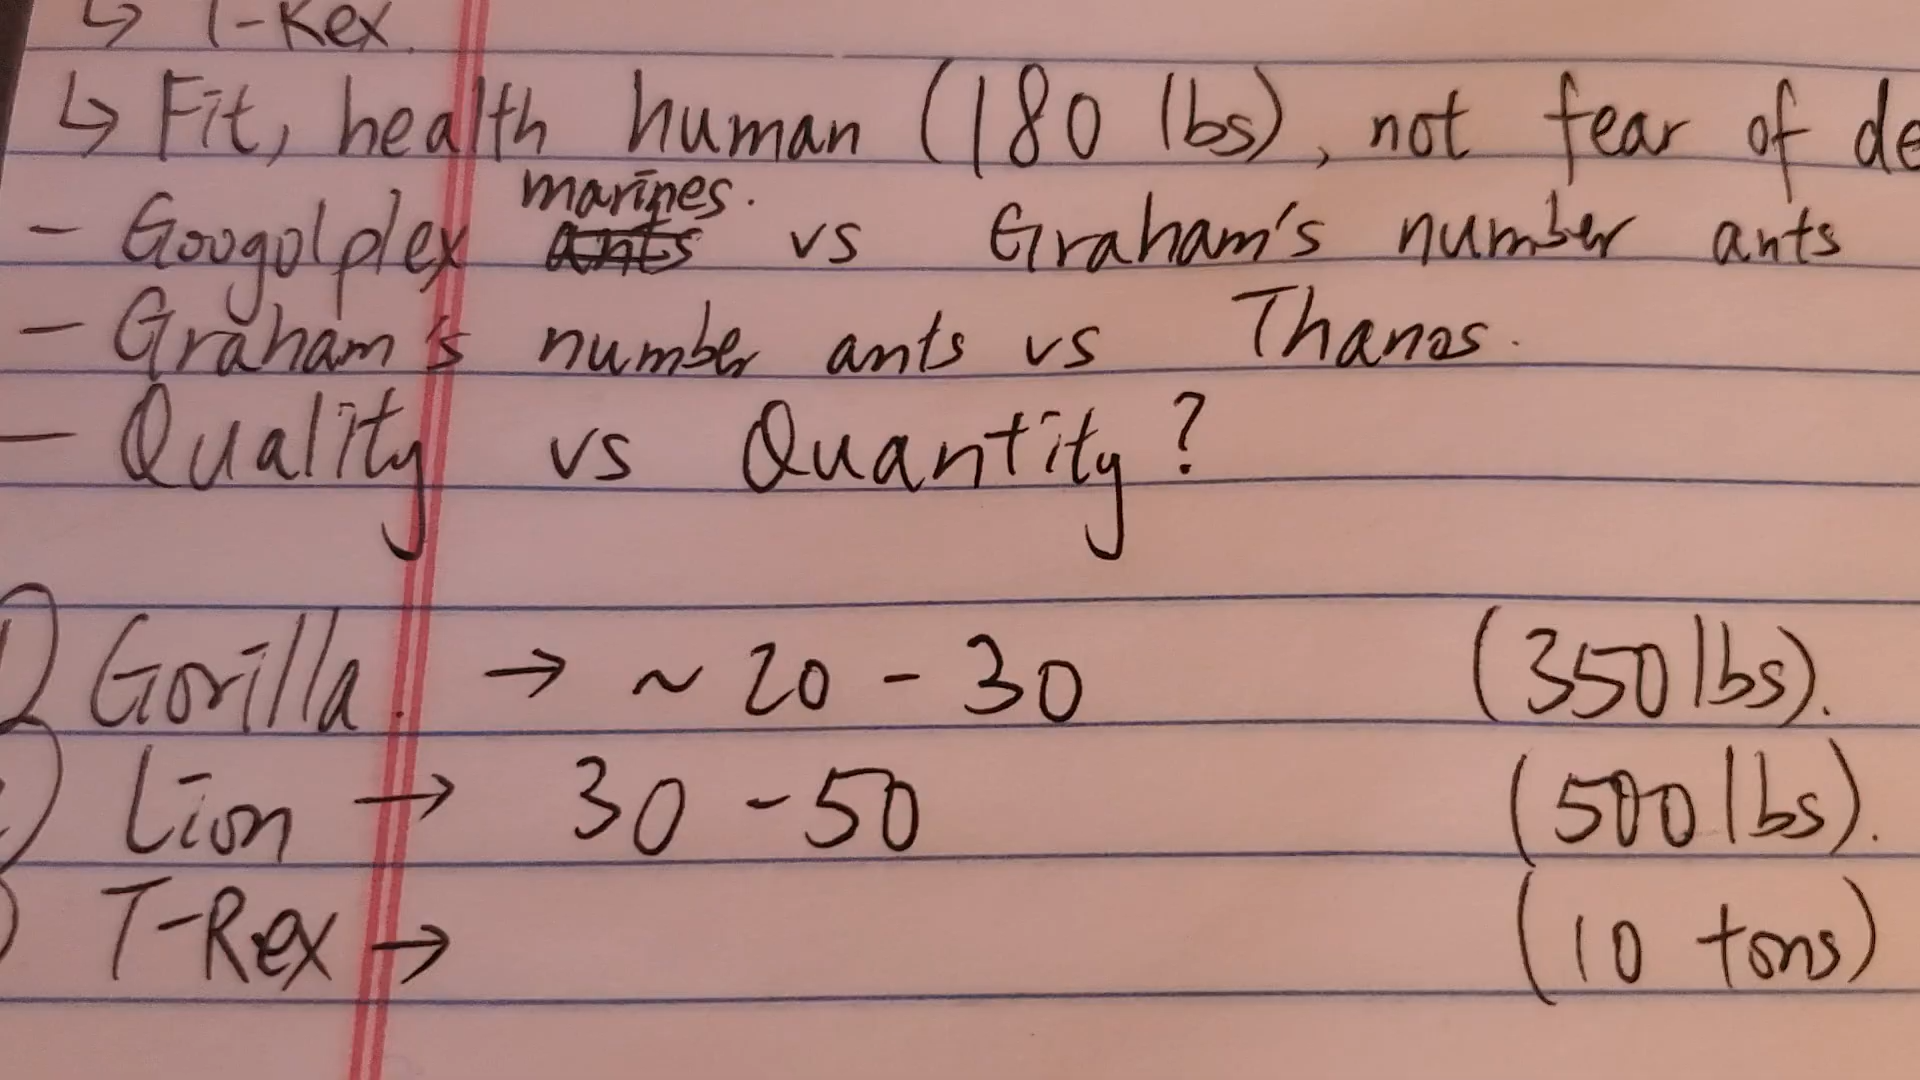 ↳ T-Rex.
↳ Fit, health human (180 lbs), not fear of de
marines.
- Googolplex ants vs Graham's number ants
- Graham's number ants vs Thanos.
- Quality vs Quantity?
1) Gorilla. → ~ 20 - 30 (350 lbs).
) Lion → 30 - 50 (500 lbs).
) T-Rex → (10 tons)